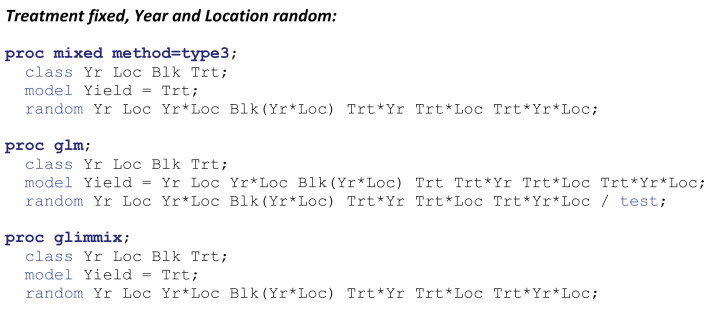 Treatment fixed, Year and Location random:
proc mixed method=type3;
class Yr Loc Blk Trt;
model Yield = Trt;
random Yr Loc Yr*Loc Blk(Yr*Loc) Trt*Yr Trt*Loc Trt*Yr*Loc;
proc glm;
class Yr Loc Blk Trt;
model Yield = Yr Loc Yr*Loc Blk(Yr*Loc) Trt Trt*Yr Trt*Loc Trt*Yr*Loc;
random Yr Loc Yr*Loc Blk(Yr*Loc) Trt*Yr Trt*Loc Trt*Yr*Loc / test;
proc glimmix;
class Yr Loc Blk Trt;
model Yield = Trt;
random Yr Loc Yr*Loc Blk(Yr*Loc) Trt*Yr Trt*Loc Trt*Yr*Loc;